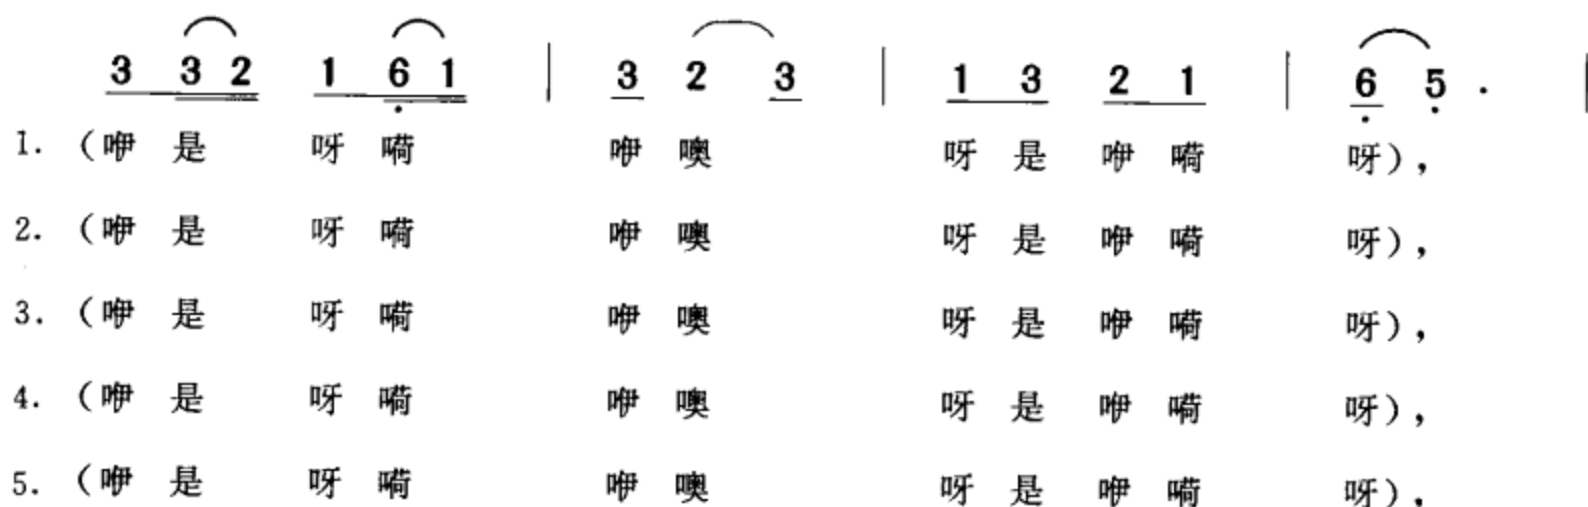 3 3 2 1 6 1 | 3 2 3 | 1 3 2 1 | 6 5 . |
1. （咿 是 呀 嗬 咿 噢 呀 是 咿 嗬 呀），
2. （咿 是 呀 嗬 咿 噢 呀 是 咿 嗬 呀），
3. （咿 是 呀 嗬 咿 噢 呀 是 咿 嗬 呀），
4. （咿 是 呀 嗬 咿 噢 呀 是 咿 嗬 呀），
5. （咿 是 呀 嗬 咿 噢 呀 是 咿 嗬 呀），